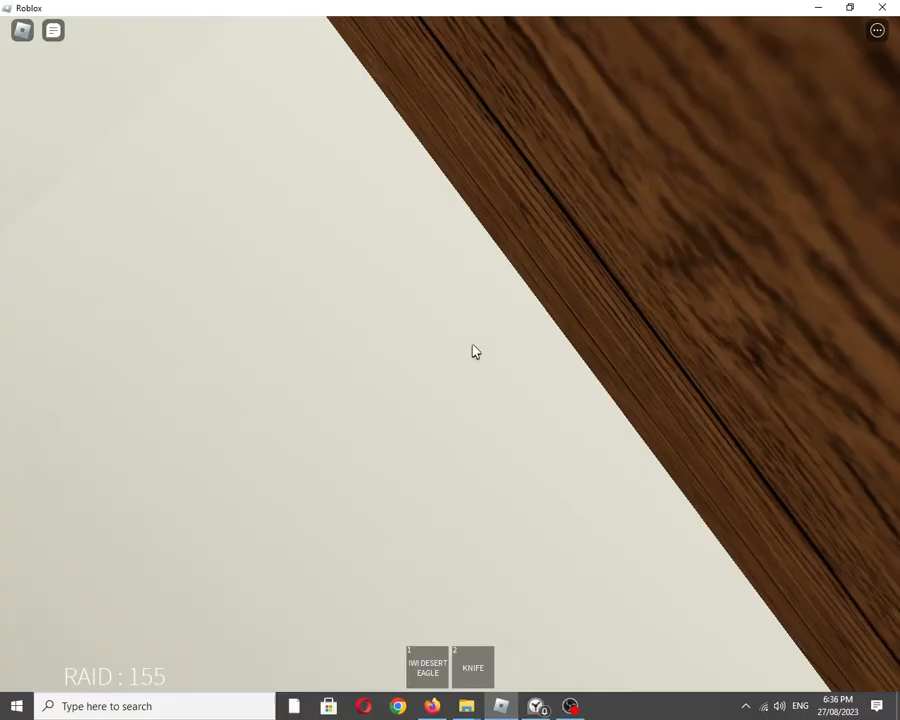 Roblox
1
IWI DESERT
EAGLE
2
KNIFE
RAID : 155
Type here to search
0
ENG
6:36 PM
27/08/2023